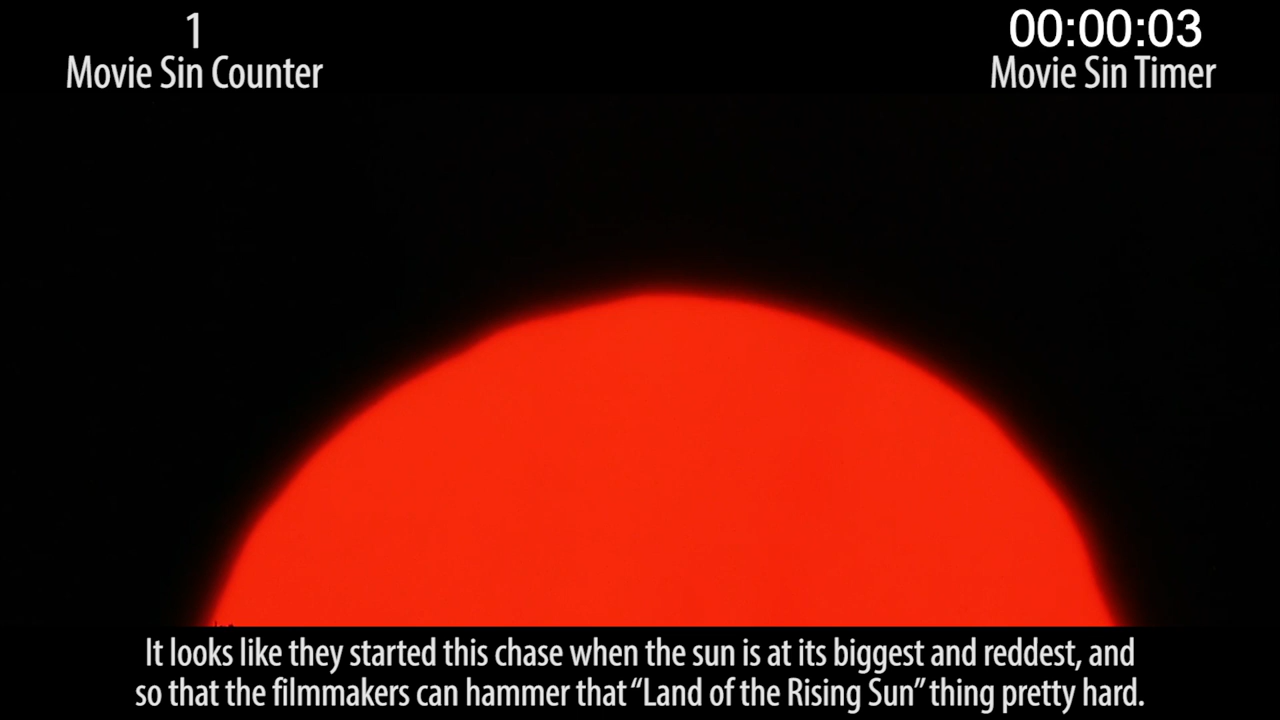 1
Movie Sin Counter
00:00:03
Movie Sin Timer
It looks like they started this chase when the sun is at its biggest and reddest, and
so that the filmmakers can hammer that “Land of the Rising Sun” thing pretty hard.